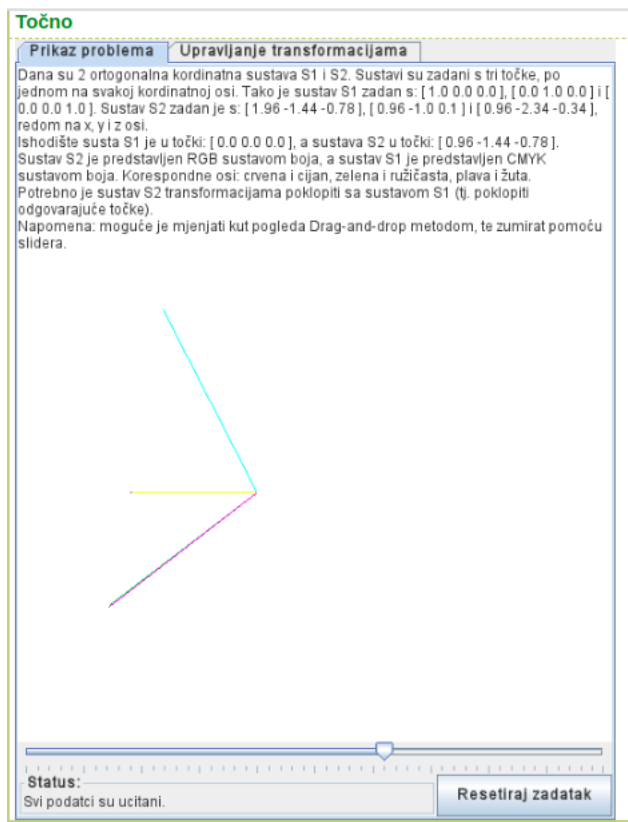 Točno
Prikaz problema
Upravljanje transformacijama
Dana su 2 ortogonalna kordinatna sustava S1 i S2. Sustavi su zadani s tri točke, po
jednom na svakoj kordinatnoj osi. Tako je sustav S1 zadan s: [ 1.0 0.0 0.0 ], [ 0.0 1.0 0.0 ] i [
0.0 0.0 1.0 ]. Sustav S2 zadan je s: [ 1.96 -1.44 -0.78 ], [ 0.96 -1.0 0.1 ] i [ 0.96 -2.34 -0.34 ],
redom na x, y i z osi.
Ishodište susta S1 je u točki: [ 0.0 0.0 0.0 ], a sustava S2 u točki: [ 0.96 -1.44 -0.78 ].
Sustav S2 je predstavljen RGB sustavom boja, a sustav S1 je predstavljen CMYK
sustavom boja. Korespondne osi: crvena i cijan, zelena i ružičasta, plava i žuta.
Potrebno je sustav S2 transformacijama poklopiti sa sustavom S1 (tj. poklopiti
odgovarajuće točke).
Napomena: moguće je mjenjati kut pogleda Drag-and-drop metodom, te zumirat pomoću
slidera.
Status:
Svi podatci su ucitani.
Resetiraj zadatak